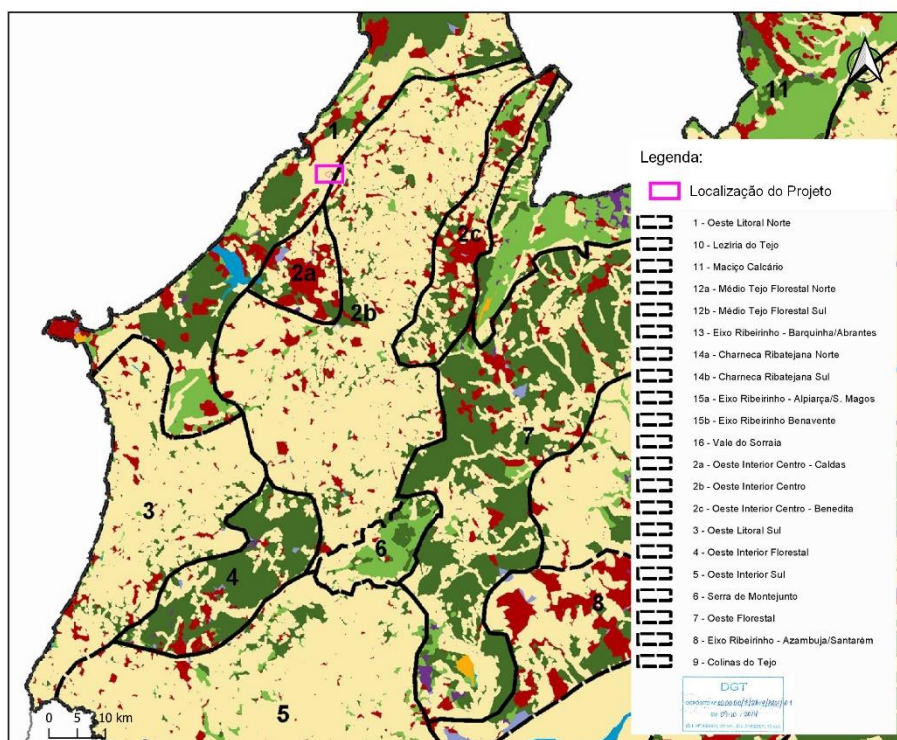 11
1
2c
2a
2b
7
3
6
4
8
5
0 5 10 km
Legenda:
Localização do Projeto
1 - Oeste Litoral Norte
10 - Lezíria do Tejo
11 - Maciço Calcário
12a - Médio Tejo Florestal Norte
12b - Médio Tejo Florestal Sul
13 - Eixo Ribeirinho - Barquinha/Abrantes
14a - Charneca Ribatejana Norte
14b - Charneca Ribatejana Sul
15a - Eixo Ribeirinho - Alpiarça/S. Magos
15b - Eixo Ribeirinho Benavente
16 - Vale do Sorraia
2a - Oeste Interior Centro - Caldas
2b - Oeste Interior Centro
2c - Oeste Interior Centro - Benedita
3 - Oeste Litoral Sul
4 - Oeste Interior Florestal
5 - Oeste Interior Sul
6 - Serra de Montejunto
7 - Oeste Florestal
8 - Eixo Ribeirinho - Azambuja/Santarém
9 - Colinas do Tejo
DGT